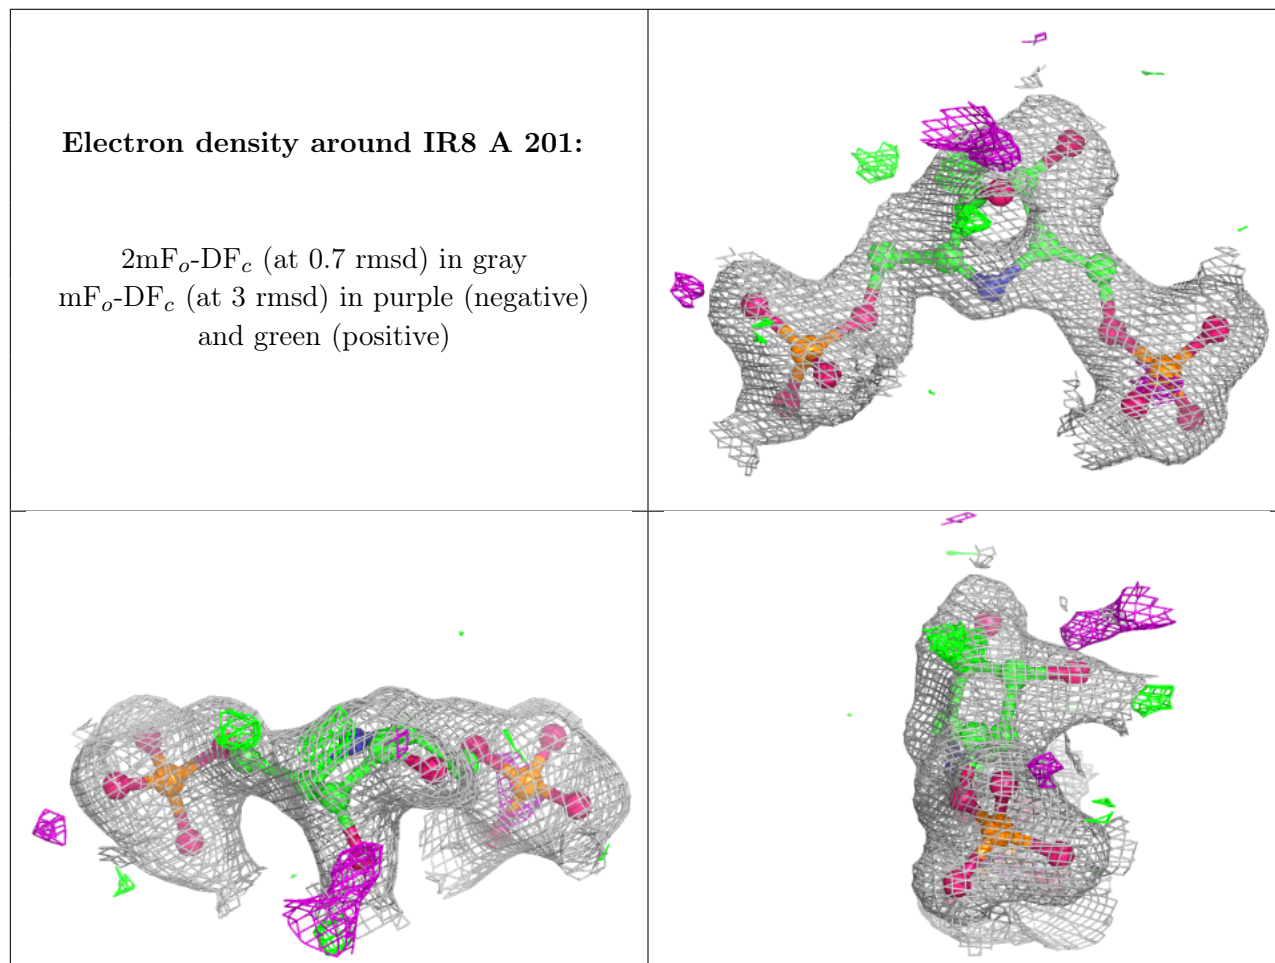 Electron density around IR8 A 201:
2mFo-DFc (at 0.7 rmsd) in gray
mFo-DFc (at 3 rmsd) in purple (negative)
and green (positive)